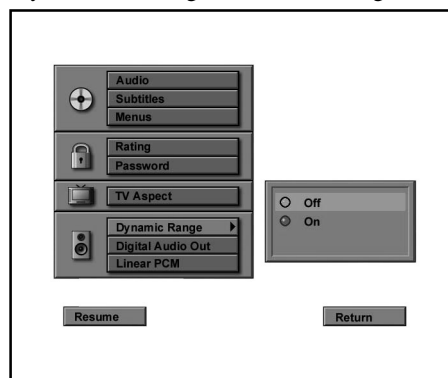 Audio
Subtitles
Menus
Rating
Password
TV Aspect
Dynamic Range
Digital Audio Out
Linear PCM
Off
On
Resume
Return